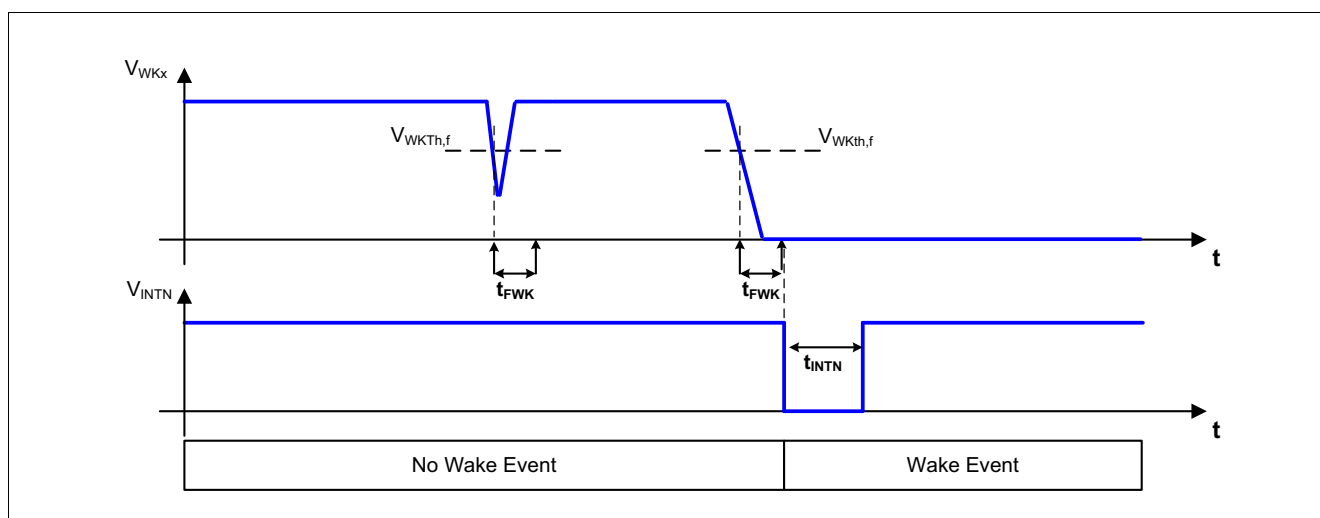 VWKx
VWKTh,f
VWKth,f
t
tFWK
tFWK
VINTN
tINTN
t
No Wake Event
Wake Event